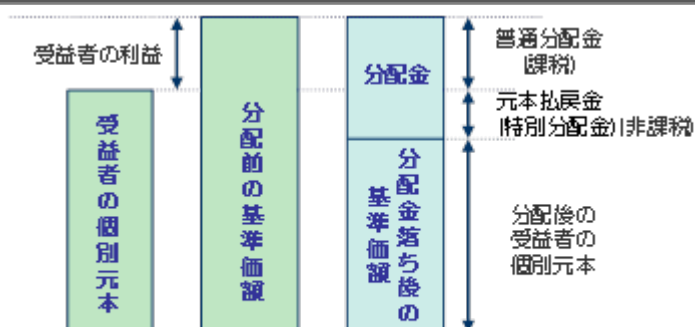 受益者の利益
受益者の個別元本
分配前の基準価額
分配金
分配金落ち後の
基準価額
普通分配金
(課税)
元本払戻金
(特別分配金)(非課税)
分配後の
受益者の
個別元本